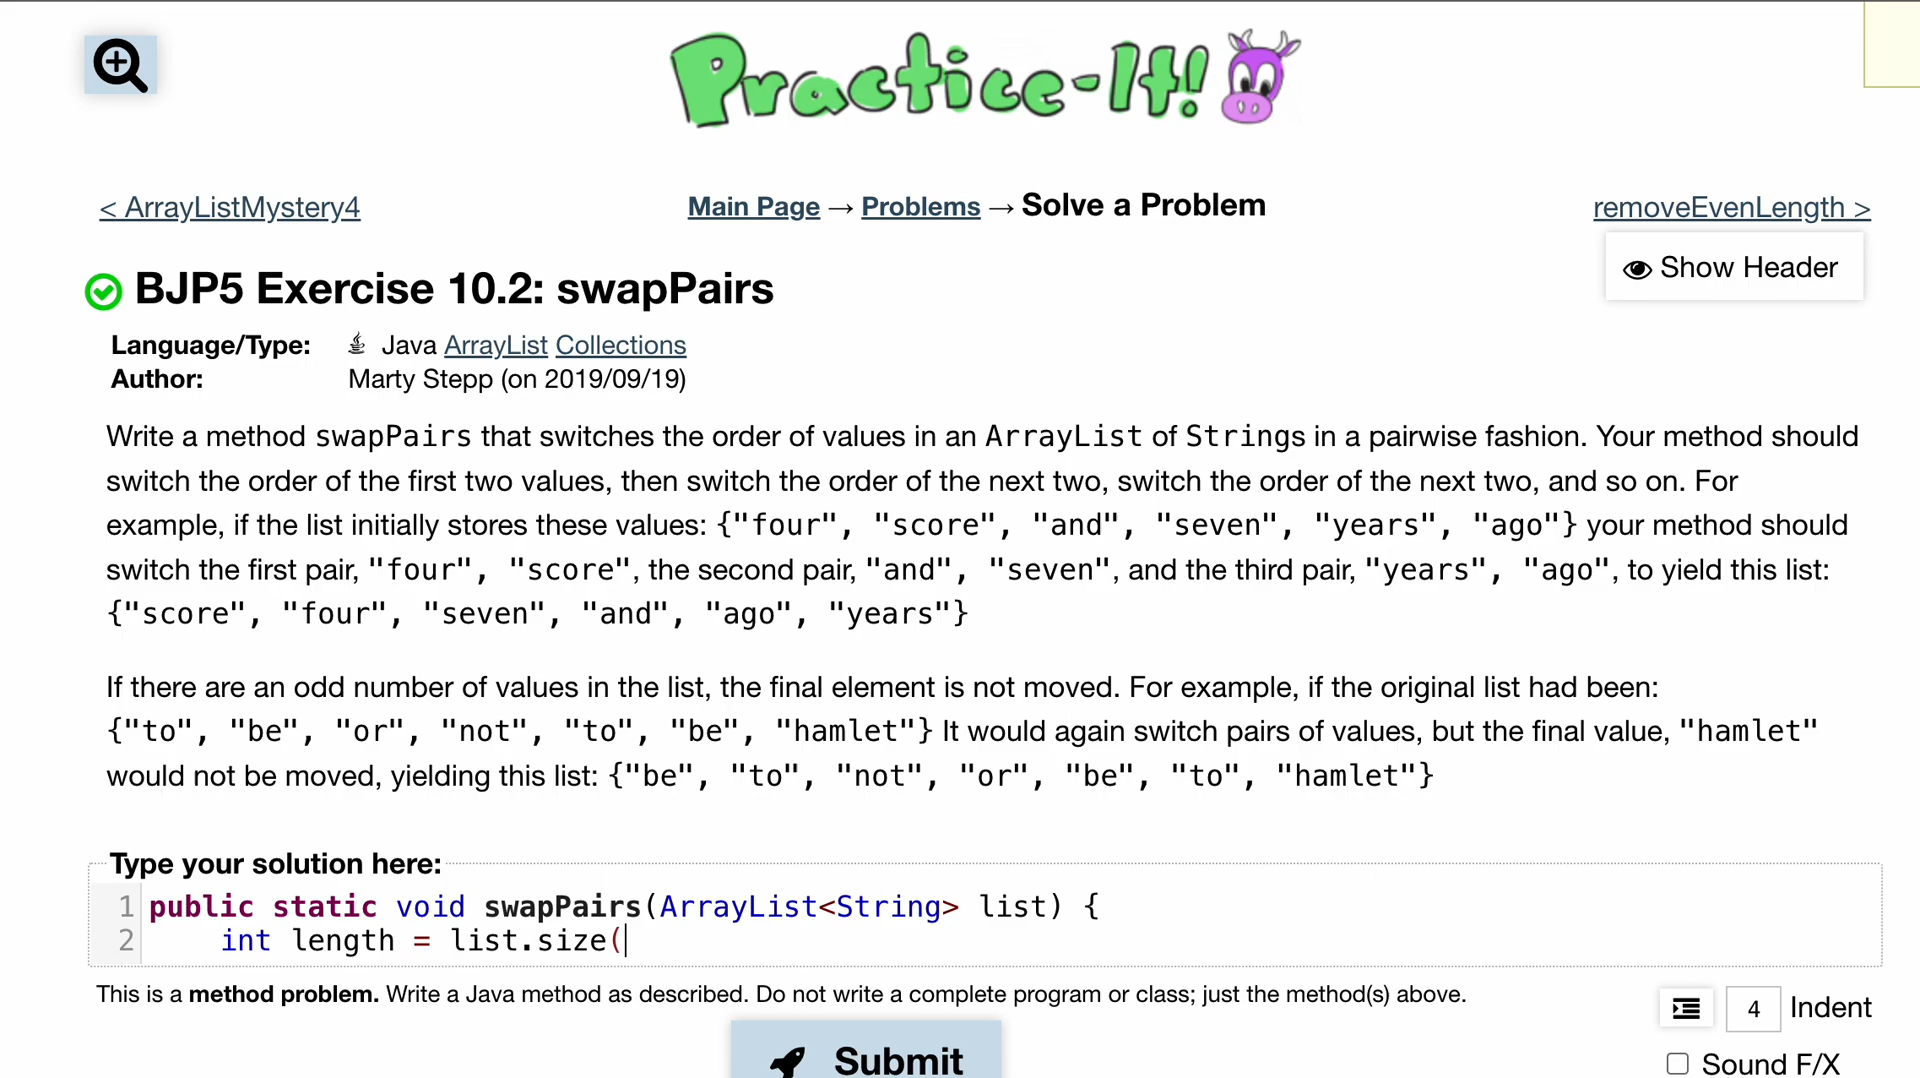 Practice-It!
< ArrayListMystery4
Main Page → Problems → Solve a Problem
removeEvenLength >
Show Header
BJP5 Exercise 10.2: swapPairs
Language/Type: Java ArrayList Collections
Author: Marty Stepp (on 2019/09/19)
Write a method swapPairs that switches the order of values in an ArrayList of Strings in a pairwise fashion. Your method should
switch the order of the first two values, then switch the order of the next two, switch the order of the next two, and so on. For
example, if the list initially stores these values: {"four", "score", "and", "seven", "years", "ago"} your method should
switch the first pair, "four", "score", the second pair, "and", "seven", and the third pair, "years", "ago", to yield this list:
{"score", "four", "seven", "and", "ago", "years"}
If there are an odd number of values in the list, the final element is not moved. For example, if the original list had been:
{"to", "be", "or", "not", "to", "be", "hamlet"} It would again switch pairs of values, but the final value, "hamlet"
would not be moved, yielding this list: {"be", "to", "not", "or", "be", "to", "hamlet"}
Type your solution here:
1 public static void swapPairs(ArrayList<String> list) {
2     int length = list.size(
This is a method problem. Write a Java method as described. Do not write a complete program or class; just the method(s) above.
4 Indent
Submit
Sound F/X